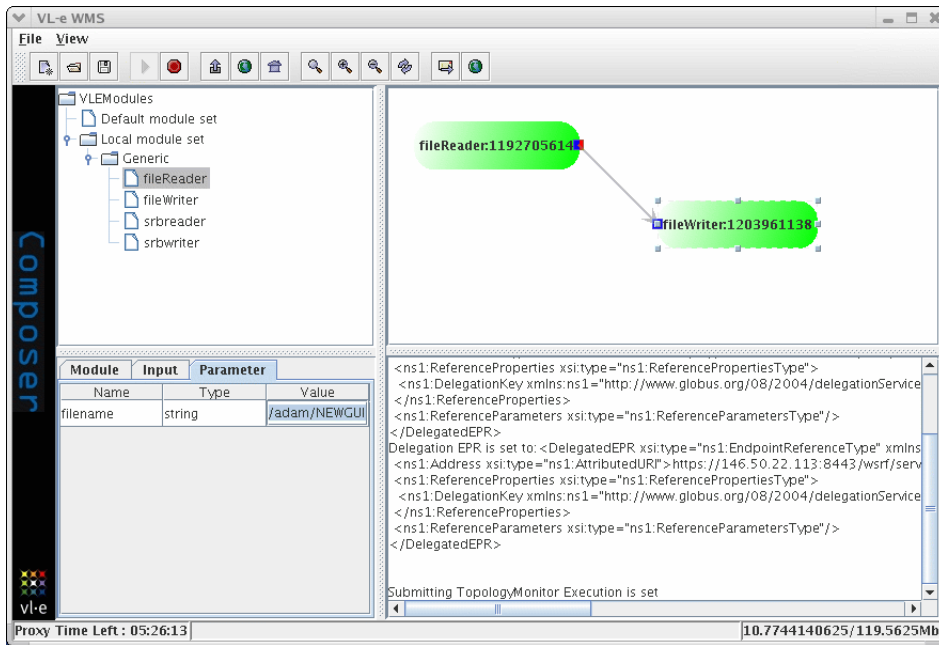 VL-e WMS
File View
VLEModules
Default module set
Local module set
Generic
fileReader
fileWriter
srbreader
srbwriter
Composer
vl·e
fileReader:1192705614
fileWriter:1203961138
Module Input Parameter
Name Type Value
filename string /adam/NEWGUI
<ns1:ReferenceProperties xsi:type="ns1:ReferencePropertiesType">
<ns1:DelegationKey xmlns:ns1="http://www.globus.org/08/2004/delegationService
</ns1:ReferenceProperties>
<ns1:ReferenceParameters xsi:type="ns1:ReferenceParametersType"/>
</DelegatedEPR>
Delegation EPR is set to: <DelegatedEPR xsi:type="ns1:EndpointReferenceType" xmlns
<ns1:Address xsi:type="ns1:AttributedURI">https://146.50.22.113:8443/wsrf/serv
<ns1:ReferenceProperties xsi:type="ns1:ReferencePropertiesType">
<ns1:DelegationKey xmlns:ns1="http://www.globus.org/08/2004/delegationService
</ns1:ReferenceProperties>
<ns1:ReferenceParameters xsi:type="ns1:ReferenceParametersType"/>
</DelegatedEPR>
Submitting TopologyMonitor Execution is set
Proxy Time Left : 05:26:13
10.7744140625/119.5625Mb